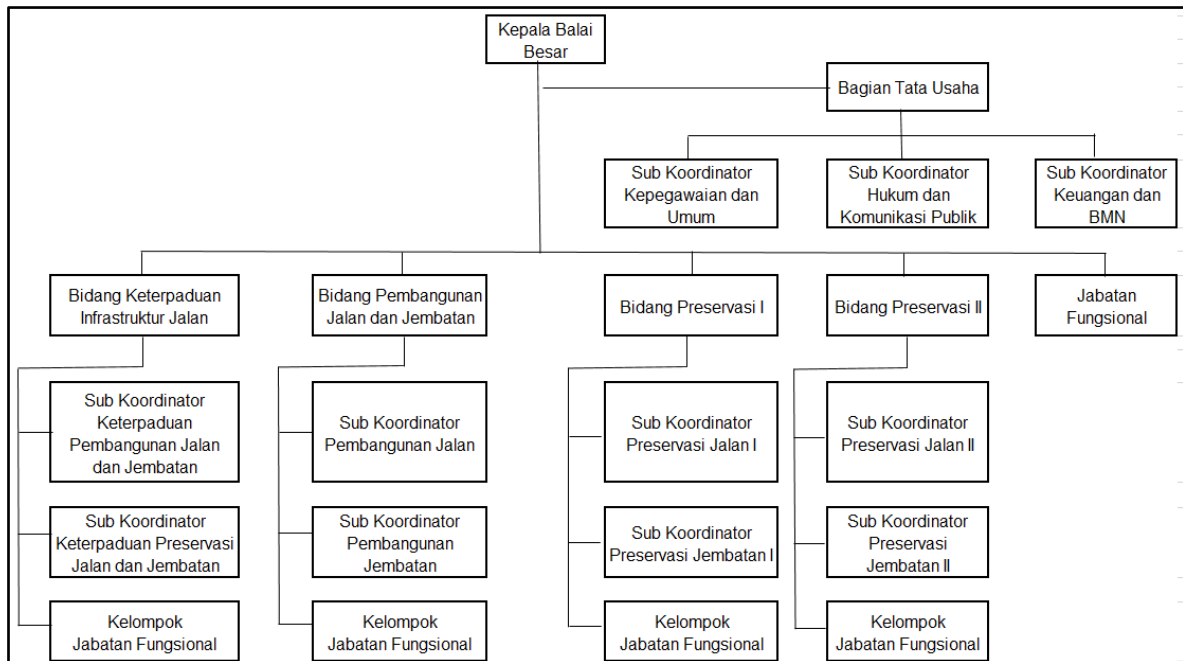 Kepala Balai
Besar
Bagian Tata Usaha
Sub Koordinator
Kepegawaian dan
Umum
Sub Koordinator
Hukum dan
Komunikasi Publik
Sub Koordinator
Keuangan dan
BMN
Bidang Keterpaduan
Infrastruktur Jalan
Bidang Pembangunan
Jalan dan Jembatan
Bidang Preservasi I
Bidang Preservasi II
Jabatan
Fungsional
Sub Koordinator
Keterpaduan
Pembangunan Jalan
dan Jembatan
Sub Koordinator
Pembangunan Jalan
Sub Koordinator
Preservasi Jalan I
Sub Koordinator
Preservasi Jalan II
Sub Koordinator
Keterpaduan Preservasi
Jalan dan Jembatan
Sub Koordinator
Pembangunan
Jembatan
Sub Koordinator
Preservasi Jembatan I
Sub Koordinator
Preservasi
Jembatan II
Kelompok
Jabatan Fungsional
Kelompok
Jabatan Fungsional
Kelompok
Jabatan Fungsional
Kelompok
Jabatan Fungsional